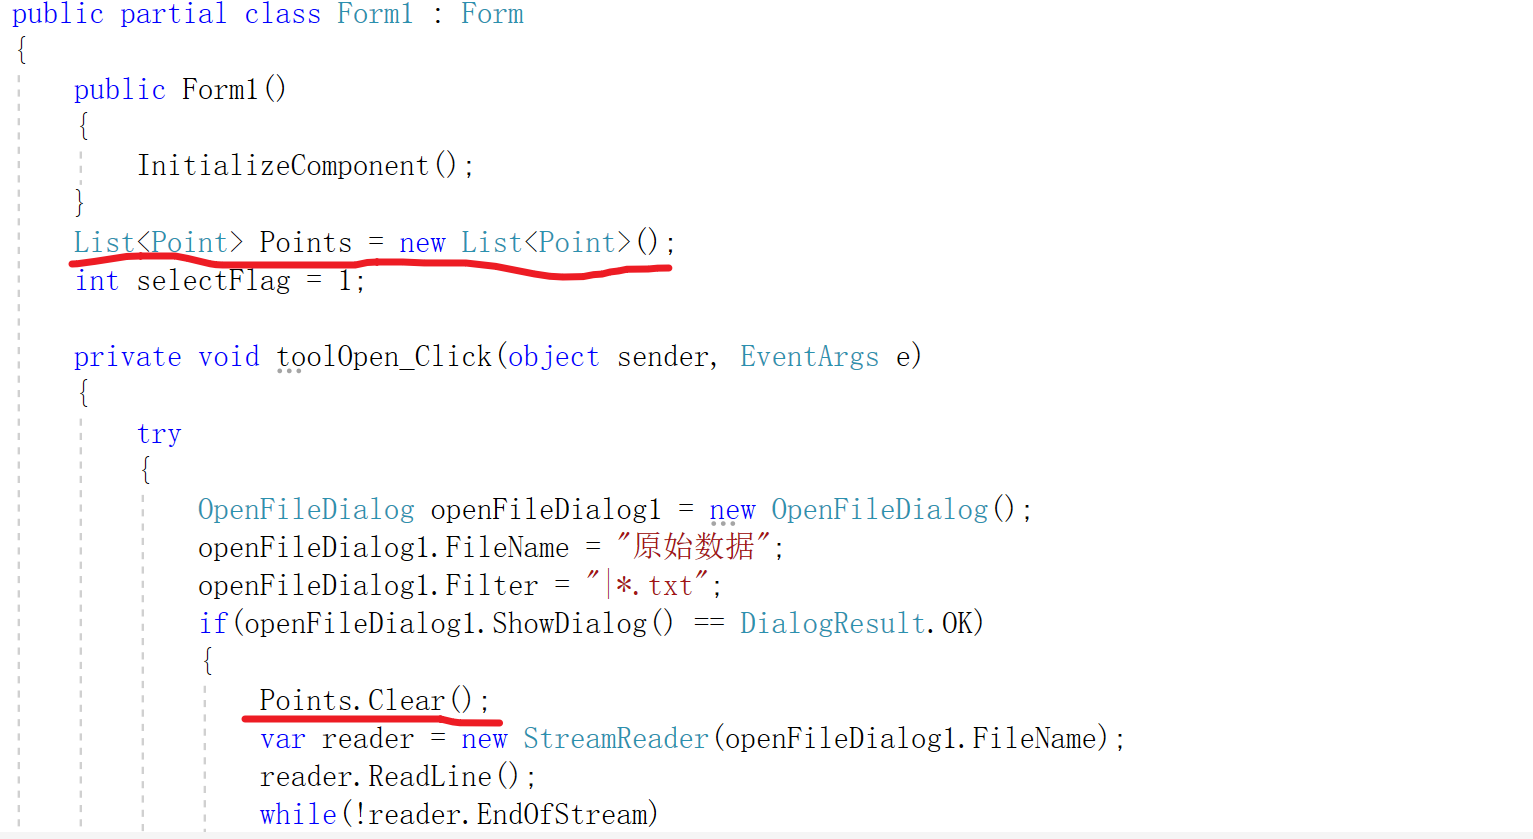 public partial class Form1 : Form
{
public Form1()
{
InitializeComponent();
}
List<Point> Points = new List<Point>();
int selectFlag = 1;
private void toolOpen_Click(object sender, EventArgs e)
{
try
{
OpenFileDialog openFileDialog1 = new OpenFileDialog();
openFileDialog1.FileName = "原始数据";
openFileDialog1.Filter = "|*.txt";
if(openFileDialog1.ShowDialog() == DialogResult.OK)
{
Points.Clear();
var reader = new StreamReader(openFileDialog1.FileName);
reader.ReadLine();
while(!reader.EndOfStream)